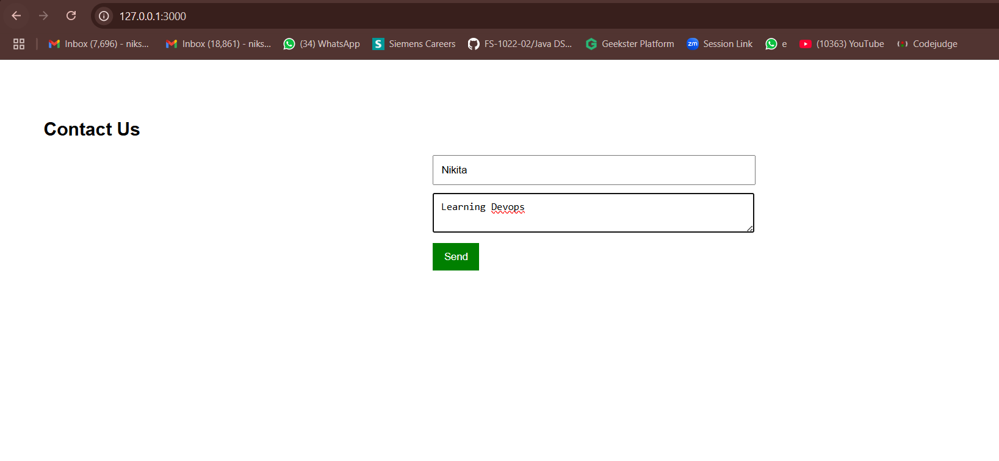 127.0.0.1:3000
Inbox (7,696) - niks... Inbox (18,861) - niks... (34) WhatsApp S Siemens Careers FS-1022-02/Java DS... Geekster Platform zm Session Link e (10363) YouTube Codejudge
Contact Us
Nikita
Learning Devops
Send